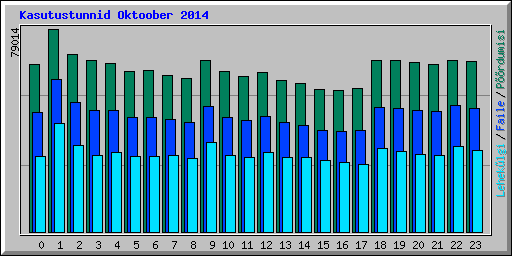 Kasutustunnid Oktoober 2014
79014
0 1 2 3 4 5 6 7 8 9 10 11 12 13 14 15 16 17 18 19 20 21 22 23
Lehekülgi / Faile / Pöördumisi